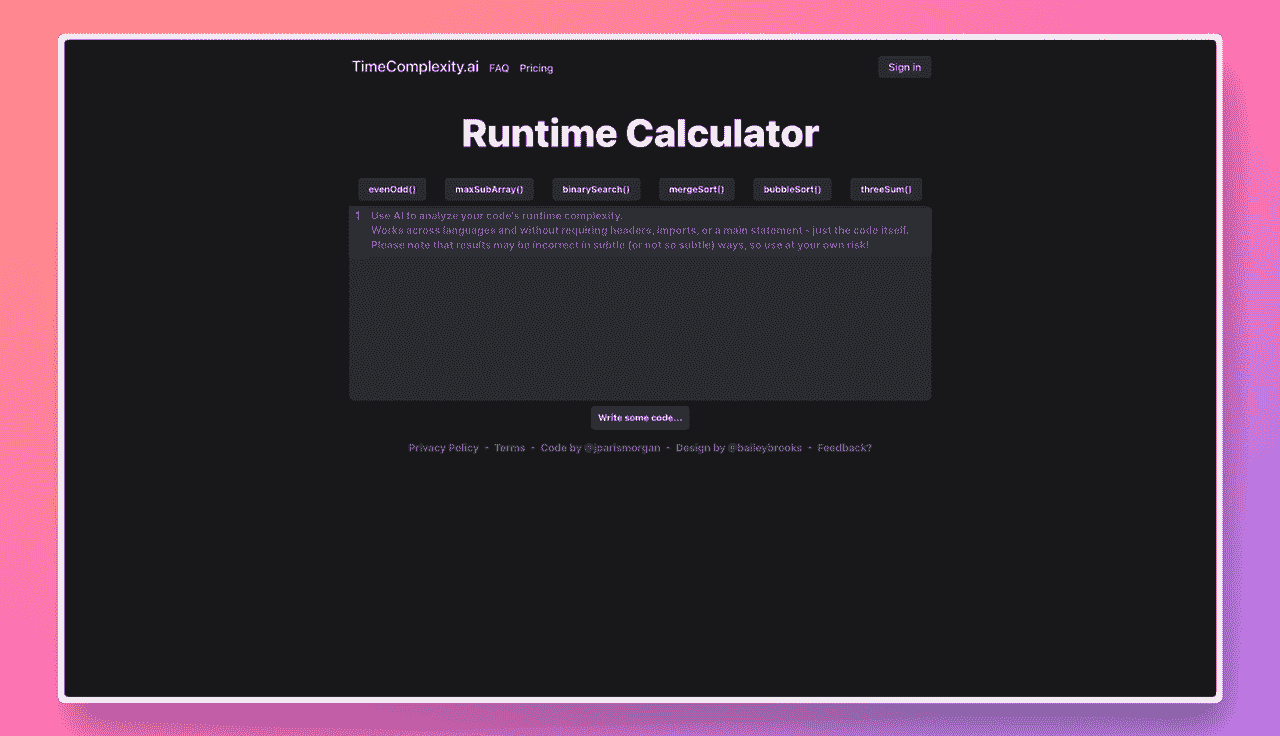 TimeComplexity.ai FAQ Pricing Sign in
Runtime Calculator
evenOdd() maxSubArray() binarySearch() mergeSort() bubbleSort() threeSum()
1 Use AI to analyze your code's runtime complexity.
Works across languages and without requiring headers, imports, or a main statement - just the code itself.
Please note that results may be incorrect in subtle (or not so subtle) ways, so use at your own risk!
Write some code...
Privacy Policy - Terms - Code by @jparismorgan - Design by @baileybrooks - Feedback?